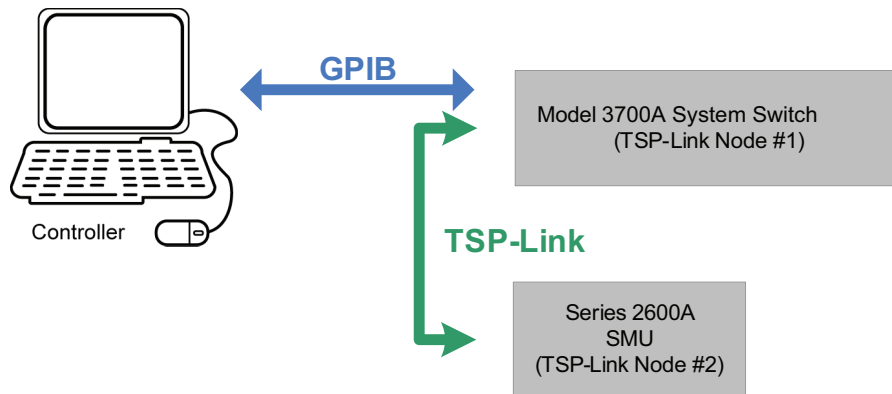 GPIB
Model 3700A System Switch
(TSP-Link Node #1)
Controller
TSP-Link
Series 2600A
SMU
(TSP-Link Node #2)